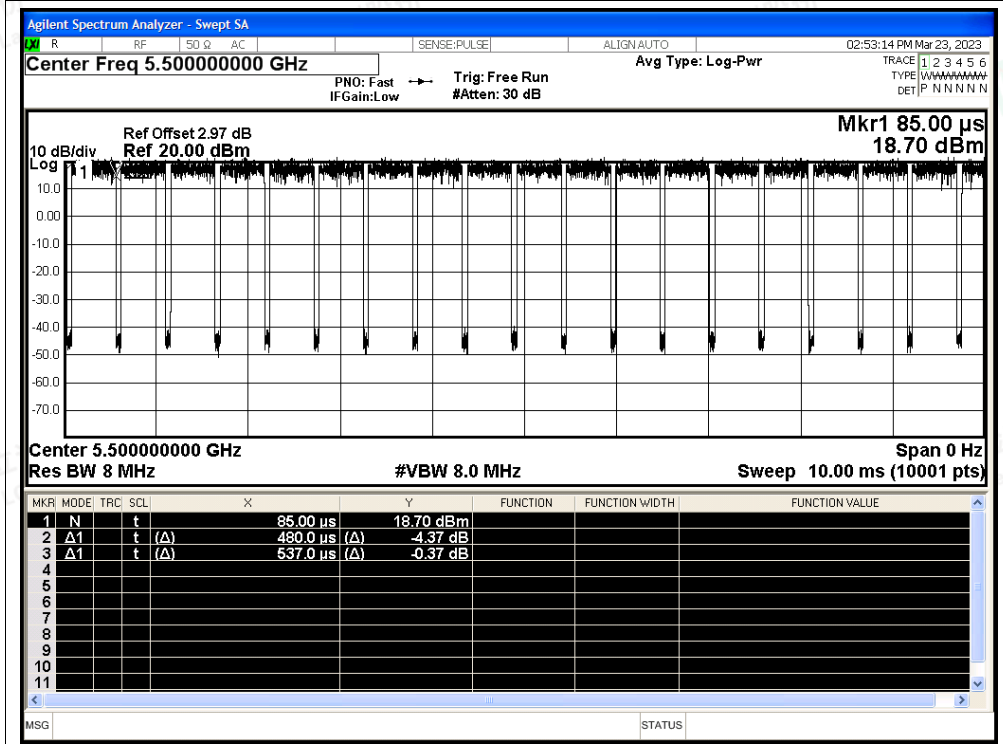 Agilent Spectrum Analyzer - Swept SA
LXI R RF 50 Ω AC SENSE:PULSE ALIGN AUTO 02:53:14 PM Mar 23, 2023
Center Freq 5.500000000 GHz Avg Type: Log-Pwr TRACE 1 2 3 4 5 6
PNO: Fast Trig: Free Run TYPE WWWWWW
IFGain:Low #Atten: 30 dB DET P N N N N N
Mkr1 85.00 µs
Ref Offset 2.97 dB
10 dB/div Ref 20.00 dBm 18.70 dBm
Log
1
10.0
0.00
-10.0
-20.0
-30.0
-40.0
-50.0
-60.0
-70.0
Center 5.500000000 GHz Span 0 Hz
Res BW 8 MHz #VBW 8.0 MHz Sweep 10.00 ms (10001 pts)
MKR MODE TRC SCL X Y FUNCTION FUNCTION WIDTH FUNCTION VALUE
1 N t 85.00 µs 18.70 dBm
2 Δ1 t (Δ) 480.0 µs (Δ) -4.37 dB
3 Δ1 t (Δ) 537.0 µs (Δ) -0.37 dB
4
5
6
7
8
9
10
11
MSG STATUS